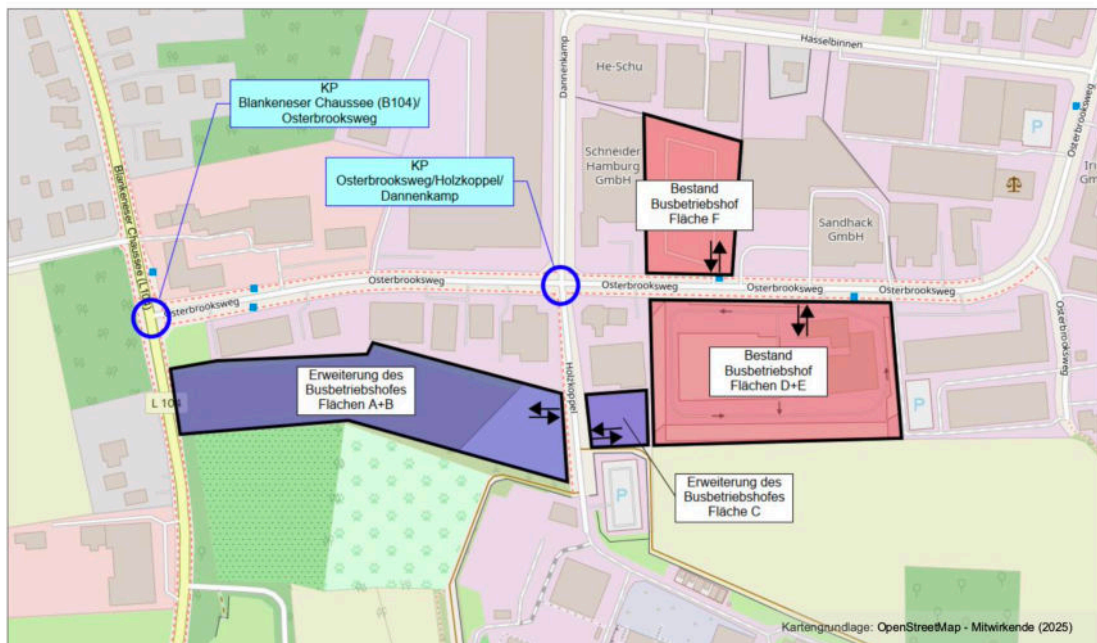 Hasselbinnen
Dannenkamp
He-Schu
KP
Blankeneser Chaussee (B104)/
Osterbrooksweg
P
Osterbrooksweg
Schneider
Hamburg
GmbH
KP
Osterbrooksweg/Holzkoppel/
Dannenkamp
Bestand
Busbetriebshof
Fläche F
Sandhack
GmbH
Blankeneser Chaussee (L 10
Osterbrooksweg
Osterbrooksweg
Osterbrooksweg
Osterbrooksweg
Osterbrooksweg
Osterbrooksweg
Bestand
Busbetriebshof
Flächen D+E
Erweiterung des
Busbetriebshofes
Flächen A+B
Holzkoppel
L 104
P
Erweiterung des
Busbetriebshofes
Fläche C
P
Kartengrundlage: OpenStreetMap - Mitwirkende (2025)